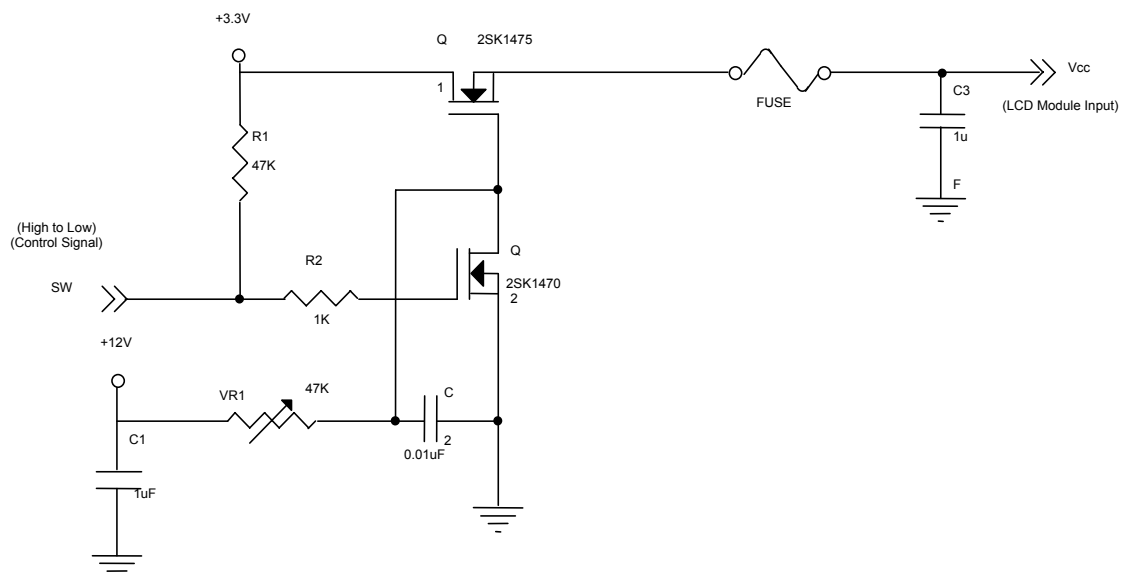 +3.3V
Q 2SK1475
1
FUSE
C3
1u
F
Vcc
(LCD Module Input)
R1
47K
(High to Low)
(Control Signal)
SW
R2
1K
Q
2SK1470
2
+12V
VR1
47K
C
2
0.01uF
C1
1uF